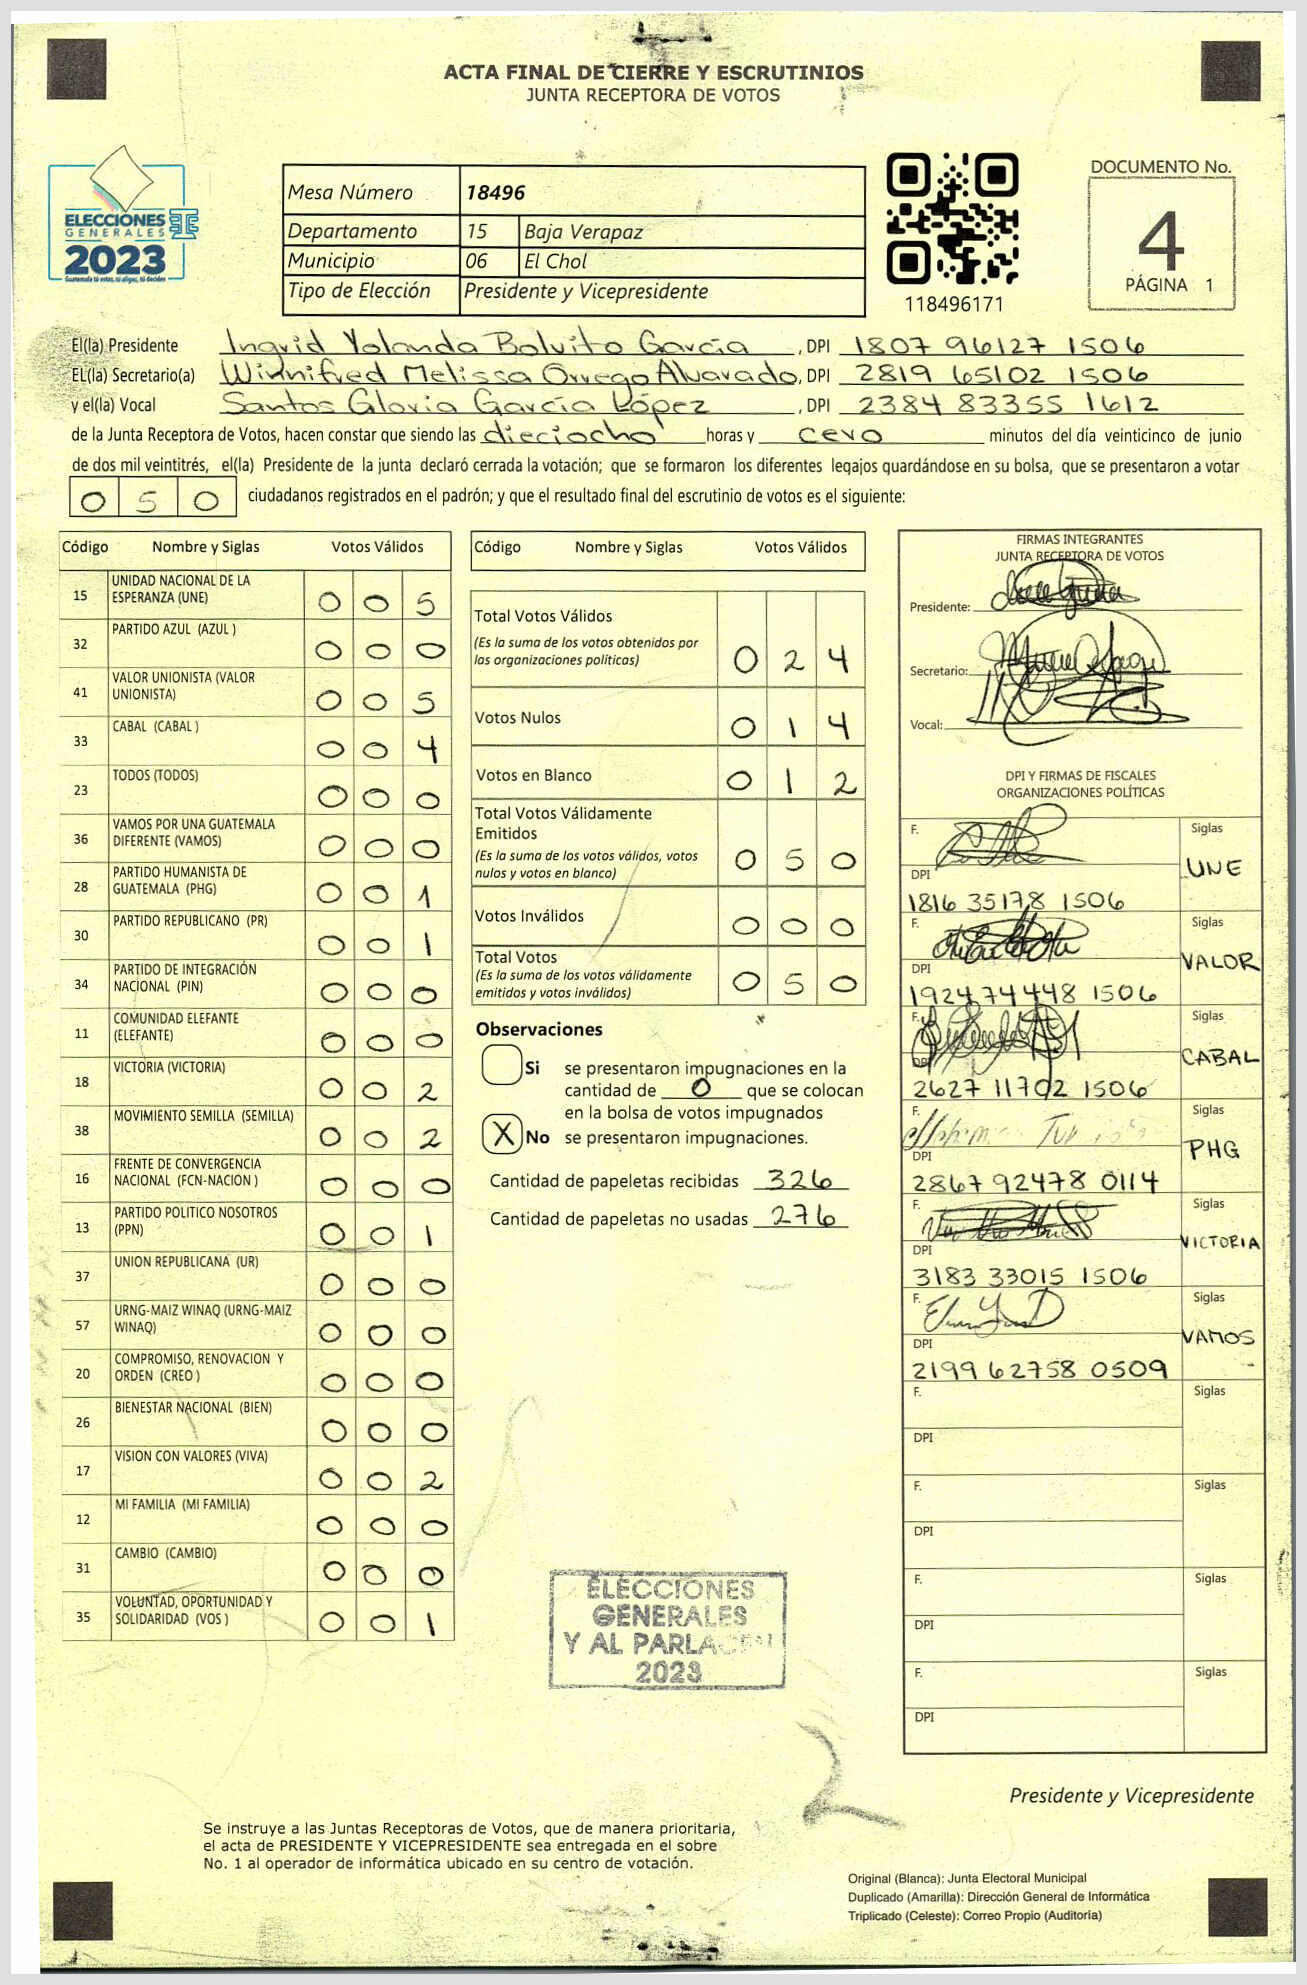 ACTA FINAL DE CIERRE Y ESCRUTINIOS
JUNTA RECEPTORA DE VOTOS
ELECCIONES
GENERALES
2023
Guatemala tú votas, tú eliges, tú decides
Mesa Número 18496
Departamento 15 Baja Verapaz
Municipio 06 El Chol
Tipo de Elección Presidente y Vicepresidente
118496171
DOCUMENTO No.
4
PÁGINA 1
El(la) Presidente Ingrid Yolanda Bolvito García, DPI 1807 96127 1506
EL(la) Secretario(a) Winnifred Melissa Orrego Alvarado, DPI 2819 65102 1506
y el(la) Vocal Santos Gloria García López, DPI 2384 83355 1612
de la Junta Receptora de Votos, hacen constar que siendo las dieciocho horas y cero minutos del día veinticinco de junio
de dos mil veintitrés, el(la) Presidente de la junta declaró cerrada la votación; que se formaron los diferentes legajos guardándose en su bolsa, que se presentaron a votar
0 5 0 ciudadanos registrados en el padrón; y que el resultado final del escrutinio de votos es el siguiente:
Código Nombre y Siglas Votos Válidos
15 UNIDAD NACIONAL DE LA ESPERANZA (UNE) 0 0 5
32 PARTIDO AZUL (AZUL ) 0 0 0
41 VALOR UNIONISTA (VALOR UNIONISTA) 0 0 5
33 CABAL (CABAL ) 0 0 4
23 TODOS (TODOS) 0 0 0
36 VAMOS POR UNA GUATEMALA DIFERENTE (VAMOS) 0 0 0
28 PARTIDO HUMANISTA DE GUATEMALA (PHG) 0 0 1
30 PARTIDO REPUBLICANO (PR) 0 0 1
34 PARTIDO DE INTEGRACIÓN NACIONAL (PIN) 0 0 0
11 COMUNIDAD ELEFANTE (ELEFANTE) 0 0 0
18 VICTORIA (VICTORIA) 0 0 2
38 MOVIMIENTO SEMILLA (SEMILLA) 0 0 2
16 FRENTE DE CONVERGENCIA NACIONAL (FCN-NACION ) 0 0 0
13 PARTIDO POLITICO NOSOTROS (PPN) 0 0 1
37 UNION REPUBLICANA (UR) 0 0 0
57 URNG-MAIZ WINAQ (URNG-MAIZ WINAQ) 0 0 0
20 COMPROMISO, RENOVACION Y ORDEN (CREO ) 0 0 0
26 BIENESTAR NACIONAL (BIEN) 0 0 0
17 VISION CON VALORES (VIVA) 0 0 2
12 MI FAMILIA (MI FAMILIA) 0 0 0
31 CAMBIO (CAMBIO) 0 0 0
35 VOLUNTAD, OPORTUNIDAD Y SOLIDARIDAD (VOS ) 0 0 1
Código Nombre y Siglas Votos Válidos
Total Votos Válidos
(Es la suma de los votos obtenidos por
las organizaciones políticas) 0 2 4
Votos Nulos 0 1 4
Votos en Blanco 0 1 2
Total Votos Válidamente
Emitidos
(Es la suma de los votos válidos, votos
nulos y votos en blanco) 0 5 0
Votos Inválidos 0 0 0
Total Votos
(Es la suma de los votos válidamente
emitidos y votos inválidos) 0 5 0
Observaciones
Si se presentaron impugnaciones en la
cantidad de 0 que se colocan
en la bolsa de votos impugnados
X No se presentaron impugnaciones.
Cantidad de papeletas recibidas 326
Cantidad de papeletas no usadas 276
ELECCIONES
GENERALES
Y AL PARLACEN
2023
FIRMAS INTEGRANTES
JUNTA RECEPTORA DE VOTOS
Presidente:
Secretario:
Vocal:
DPI Y FIRMAS DE FISCALES
ORGANIZACIONES POLÍTICAS
F. Siglas
UNE
DPI
1816 35178 1506
F. Siglas
VALOR
DPI
1924 74448 1506
F. Siglas
CABAL
DPI
2627 11702 1506
F. Siglas
PHG
DPI
2867 92478 0114
F. Siglas
VICTORIA
DPI
3183 33015 1506
F. Siglas
VAMOS
DPI
2199 62758 0509
F. Siglas
DPI
F. Siglas
DPI
F. Siglas
DPI
F. Siglas
DPI
2
Presidente y Vicepresidente
Se instruye a las Juntas Receptoras de Votos, que de manera prioritaria,
el acta de PRESIDENTE Y VICEPRESIDENTE sea entregada en el sobre
No. 1 al operador de informática ubicado en su centro de votación.
Original (Blanca): Junta Electoral Municipal
Duplicado (Amarilla): Dirección General de Informática
Triplicado (Celeste): Correo Propio (Auditoría)